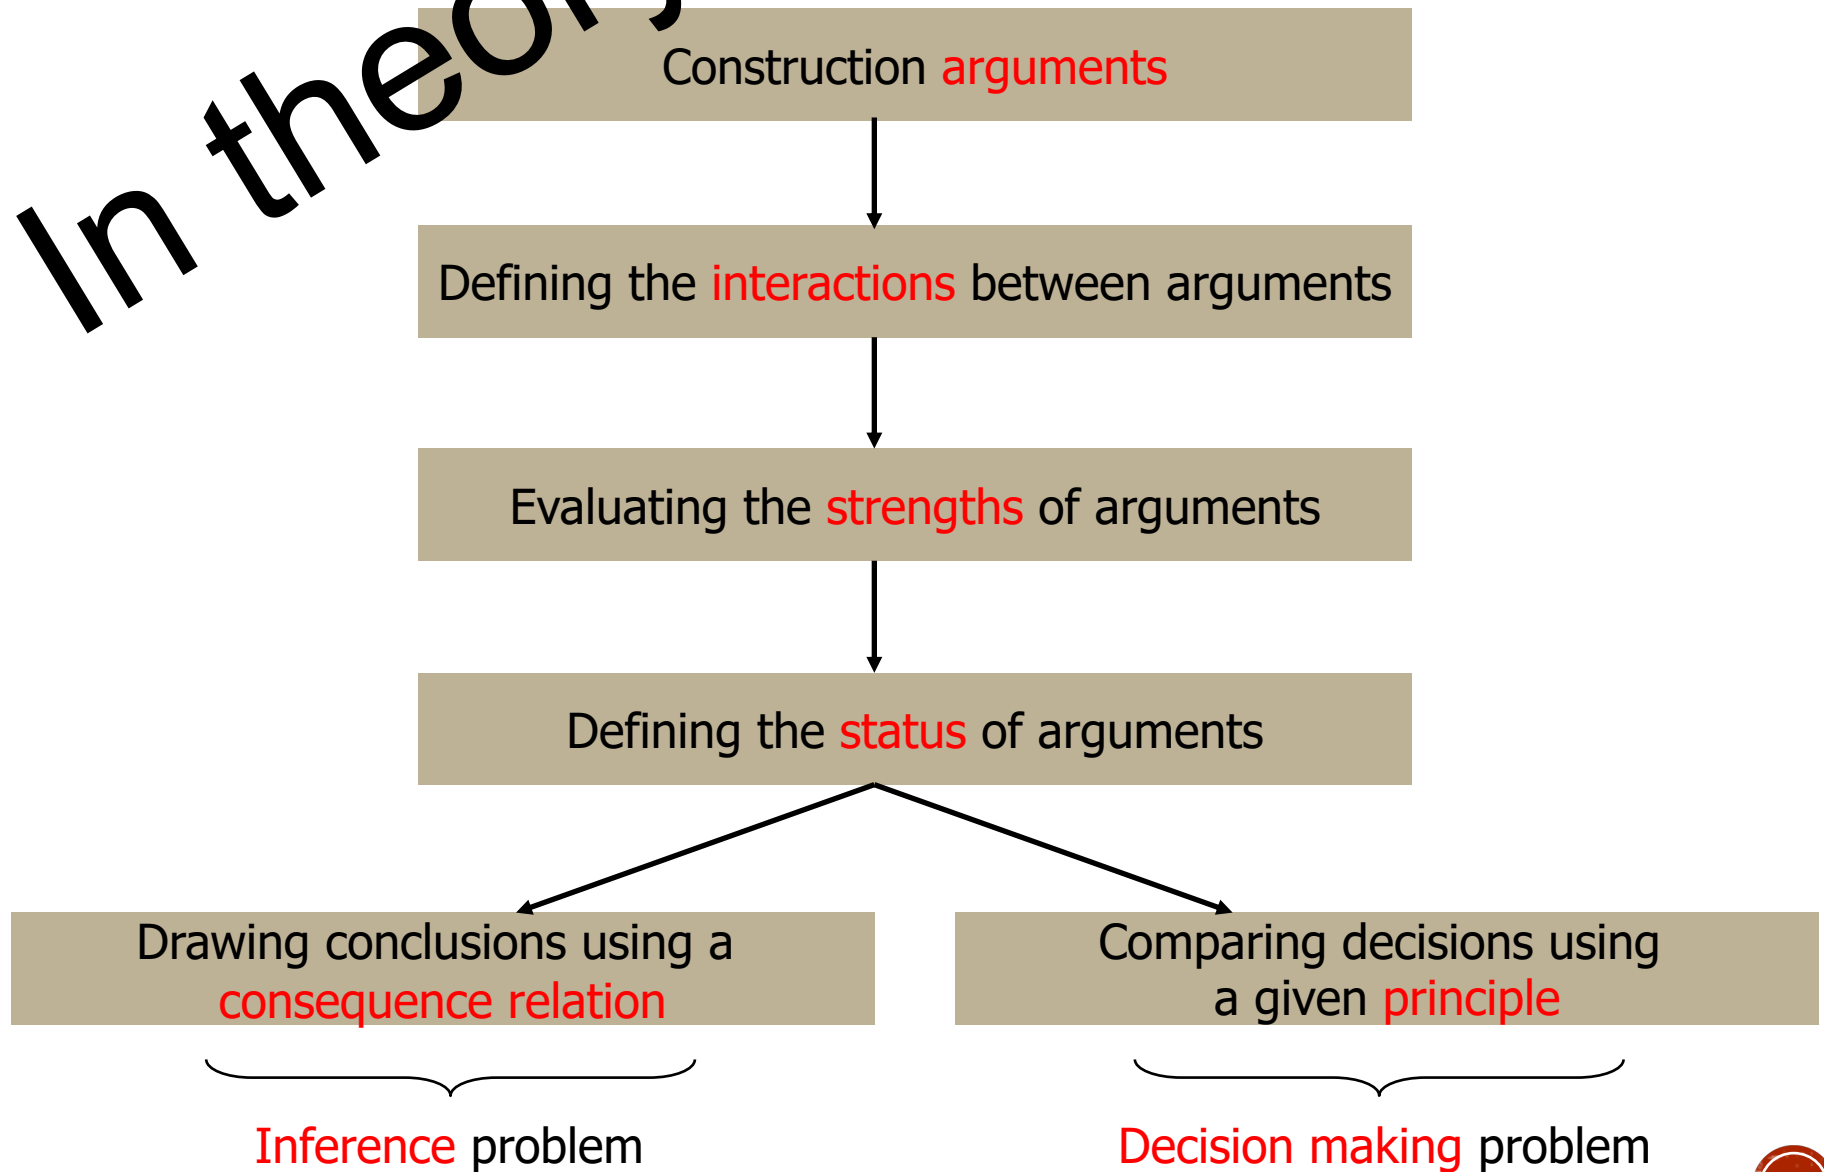 In theory
Construction arguments
Defining the interactions between arguments
Evaluating the strengths of arguments
Defining the status of arguments
Drawing conclusions using a
consequence relation
Comparing decisions using
a given principle
Inference problem
Decision making problem